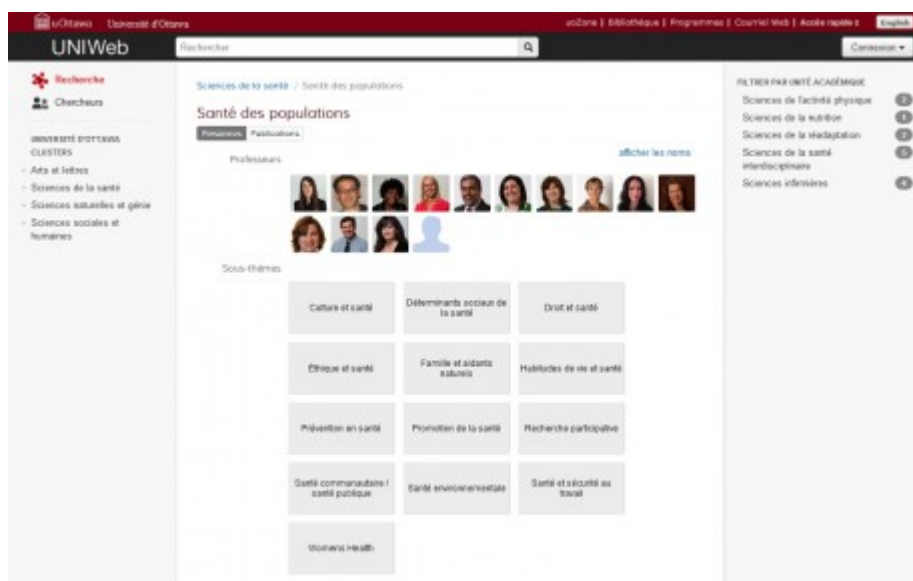 uOttawa Université d'Ottawa
uoZone | Bibliothèque | Programmes | Courriel Web | Accès rapide
English
UNIWeb
Rechercher
Connexion
Recherche
Chercheurs
UNIVERSITÉ D'OTTAWA
CLUSTERS
Arts et lettres
Sciences de la santé
Sciences naturelles et génie
Sciences sociales et
humaines
Sciences de la santé / Santé des populations
Santé des populations
Personnes Publications
Professeurs
afficher les noms
Sous-thèmes
Culture et santé
Déterminants sociaux de
la santé
Droit et santé
Éthique et santé
Famille et aidants
naturels
Habitudes de vie et santé
Prévention en santé
Promotion de la santé
Recherche participative
Santé communautaire /
santé publique
Santé environnementale
Santé et sécurité au
travail
Womens Health
FILTRER PAR UNITÉ ACADÉMIQUE
Sciences de l'activité physique
Sciences de la nutrition
Sciences de la réadaptation
Sciences de la santé
interdisciplinaire
Sciences infirmières